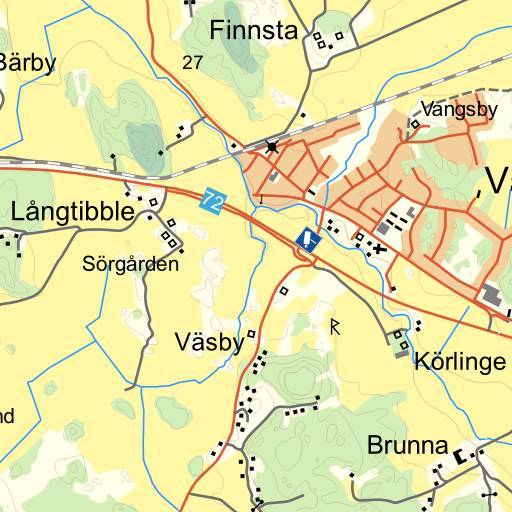 Finnsta
Bärby
27
Vangsby
Långtibble
72
Sörgården
Väsby
Körlinge
Brunna